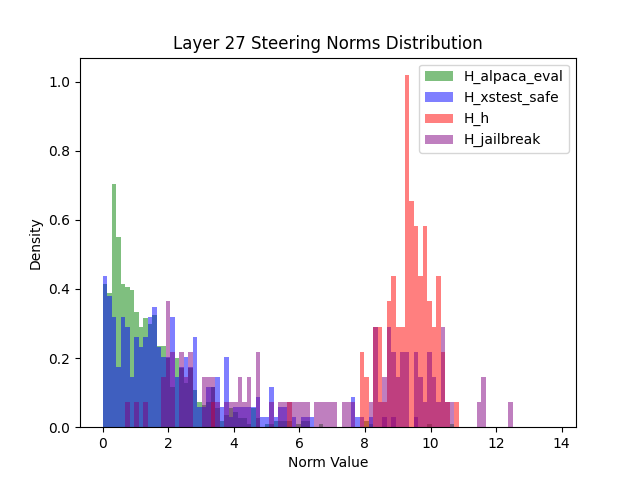 Layer 27 Steering Norms Distribution
H_alpaca_eval
H_xstest_safe
H_h
H_jailbreak
1.0
0.8
0.6
0.4
0.2
0.0
Density
0 2 4 6 8 10 12 14
Norm Value